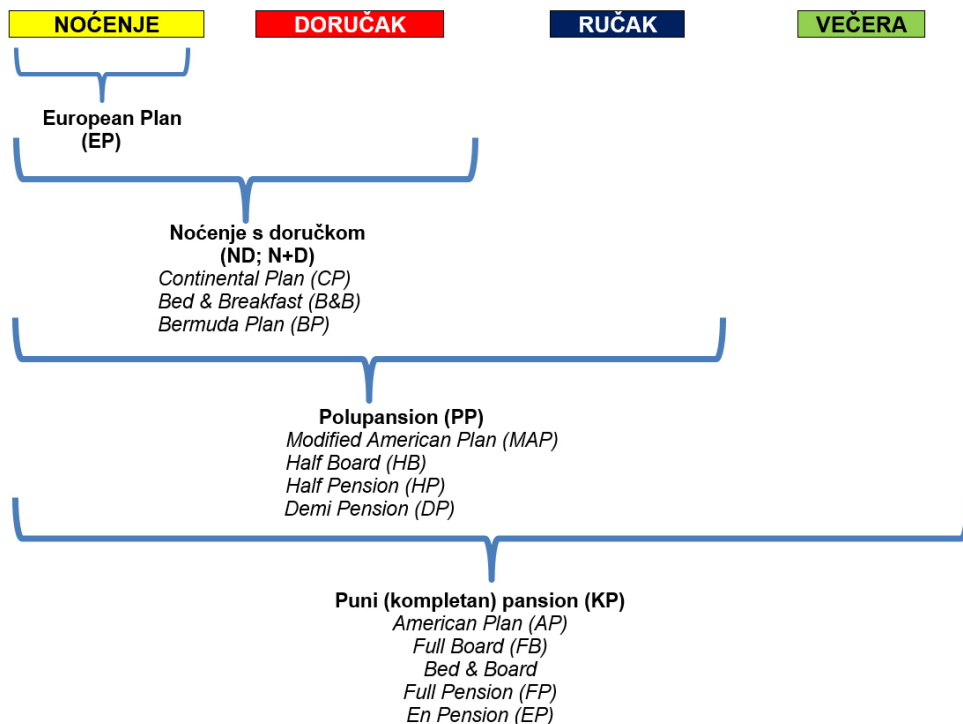 NOĆENJE DORUČAK RUČAK VEČERA
European Plan
(EP)
Noćenje s doručkom
(ND; N+D)
Continental Plan (CP)
Bed & Breakfast (B&B)
Bermuda Plan (BP)
Polupansion (PP)
Modified American Plan (MAP)
Half Board (HB)
Half Pension (HP)
Demi Pension (DP)
Puni (kompletan) pansion (KP)
American Plan (AP)
Full Board (FB)
Bed & Board
Full Pension (FP)
En Pension (EP)